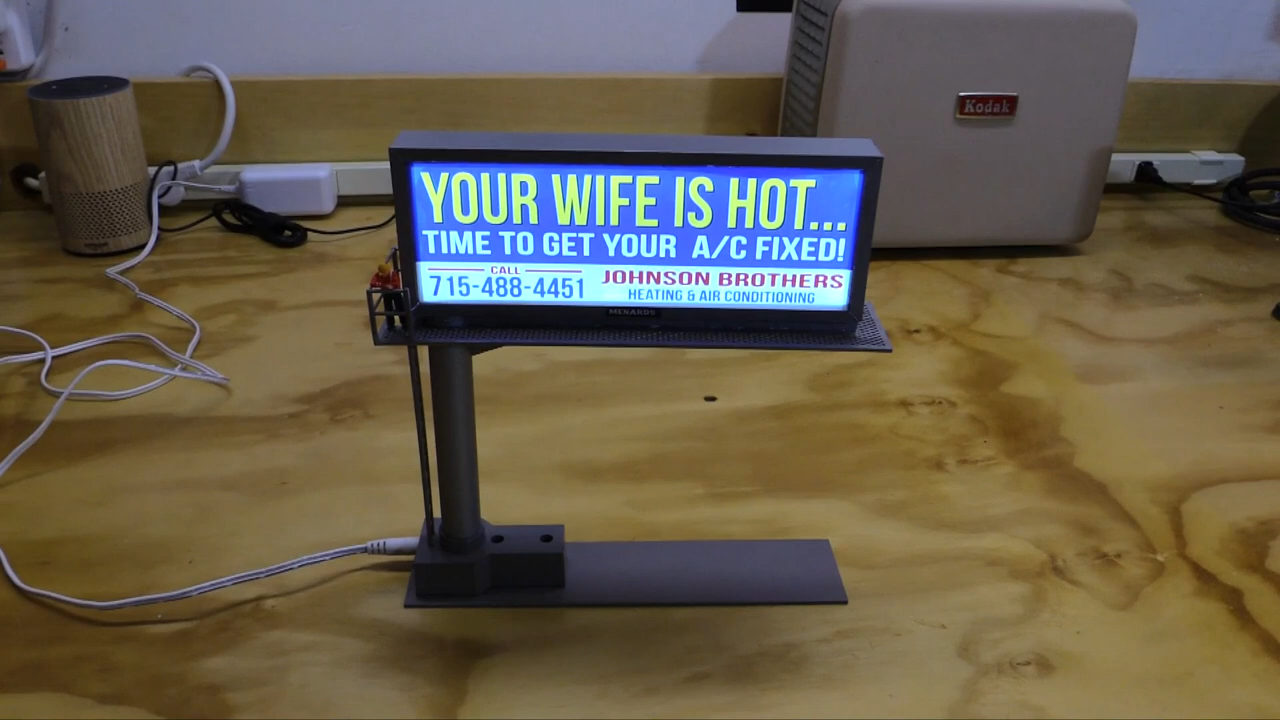 Kodak
YOUR WIFE IS HOT...
TIME TO GET YOUR A/C FIXED!
CALL
715-488-4451
JOHNSON BROTHERS
HEATING & AIR CONDITIONING
MENARDS